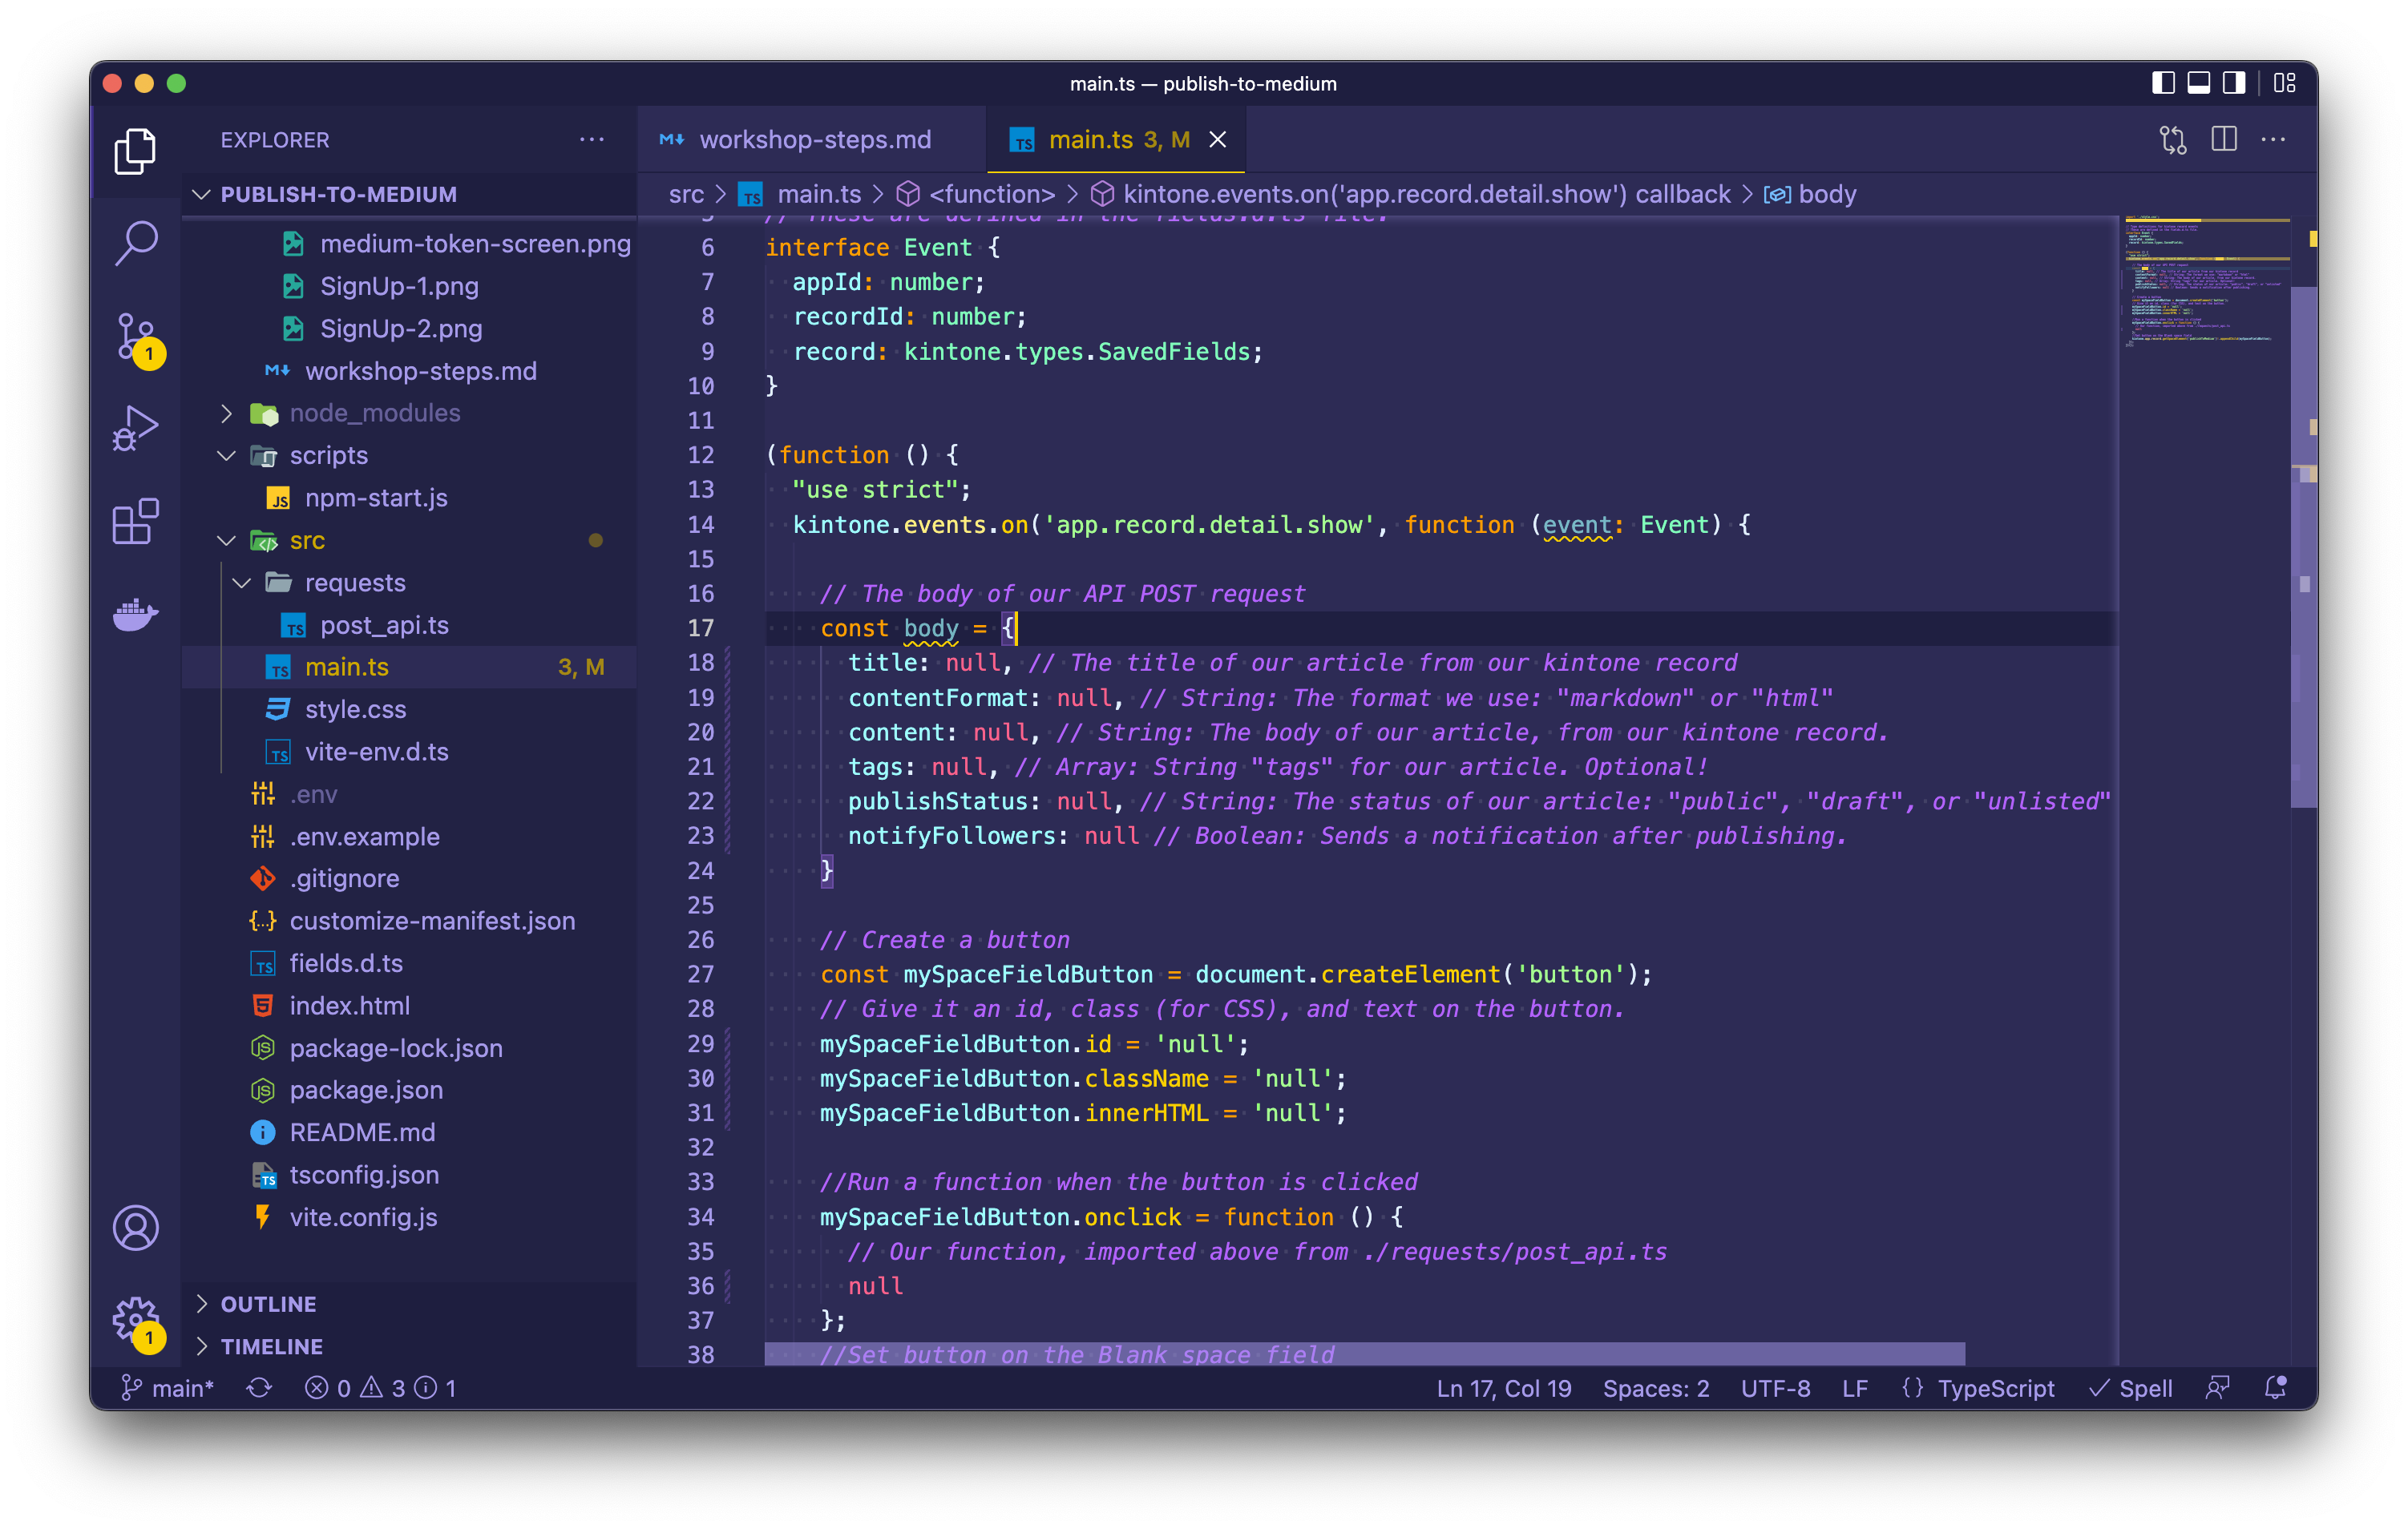 main.ts — publish-to-medium
EXPLORER
PUBLISH-TO-MEDIUM
medium-token-screen.png
SignUp-1.png
SignUp-2.png
workshop-steps.md
node_modules
scripts
npm-start.js
src
requests
post_api.ts
main.ts 3, M
style.css
vite-env.d.ts
.env
.env.example
.gitignore
customize-manifest.json
fields.d.ts
index.html
package-lock.json
package.json
README.md
tsconfig.json
vite.config.js
OUTLINE
TIMELINE
1
1
workshop-steps.md
main.ts 3, M
src > main.ts > <function> > kintone.events.on('app.record.detail.show') callback > body
5 // These are defined in the fields.d.ts file.
6 interface Event {
7 appId: number;
8 recordId: number;
9 record: kintone.types.SavedFields;
10 }
11
12 (function () {
13 "use strict";
14 kintone.events.on('app.record.detail.show', function (event: Event) {
15
16 // The body of our API POST request
17 const body = {
18 title: null, // The title of our article from our kintone record
19 contentFormat: null, // String: The format we use: "markdown" or "html"
20 content: null, // String: The body of our article, from our kintone record.
21 tags: null, // Array: String "tags" for our article. Optional!
22 publishStatus: null, // String: The status of our article: "public", "draft", or "unlisted"
23 notifyFollowers: null // Boolean: Sends a notification after publishing.
24 }
25
26 // Create a button
27 const mySpaceFieldButton = document.createElement('button');
28 // Give it an id, class (for CSS), and text on the button.
29 mySpaceFieldButton.id = 'null';
30 mySpaceFieldButton.className = 'null';
31 mySpaceFieldButton.innerHTML = 'null';
32
33 //Run a function when the button is clicked
34 mySpaceFieldButton.onclick = function () {
35 // Our function, imported above from ./requests/post_api.ts
36 null
37 };
38 //Set button on the Blank space field
main* 0 3 1 Ln 17, Col 19 Spaces: 2 UTF-8 LF {} TypeScript Spell